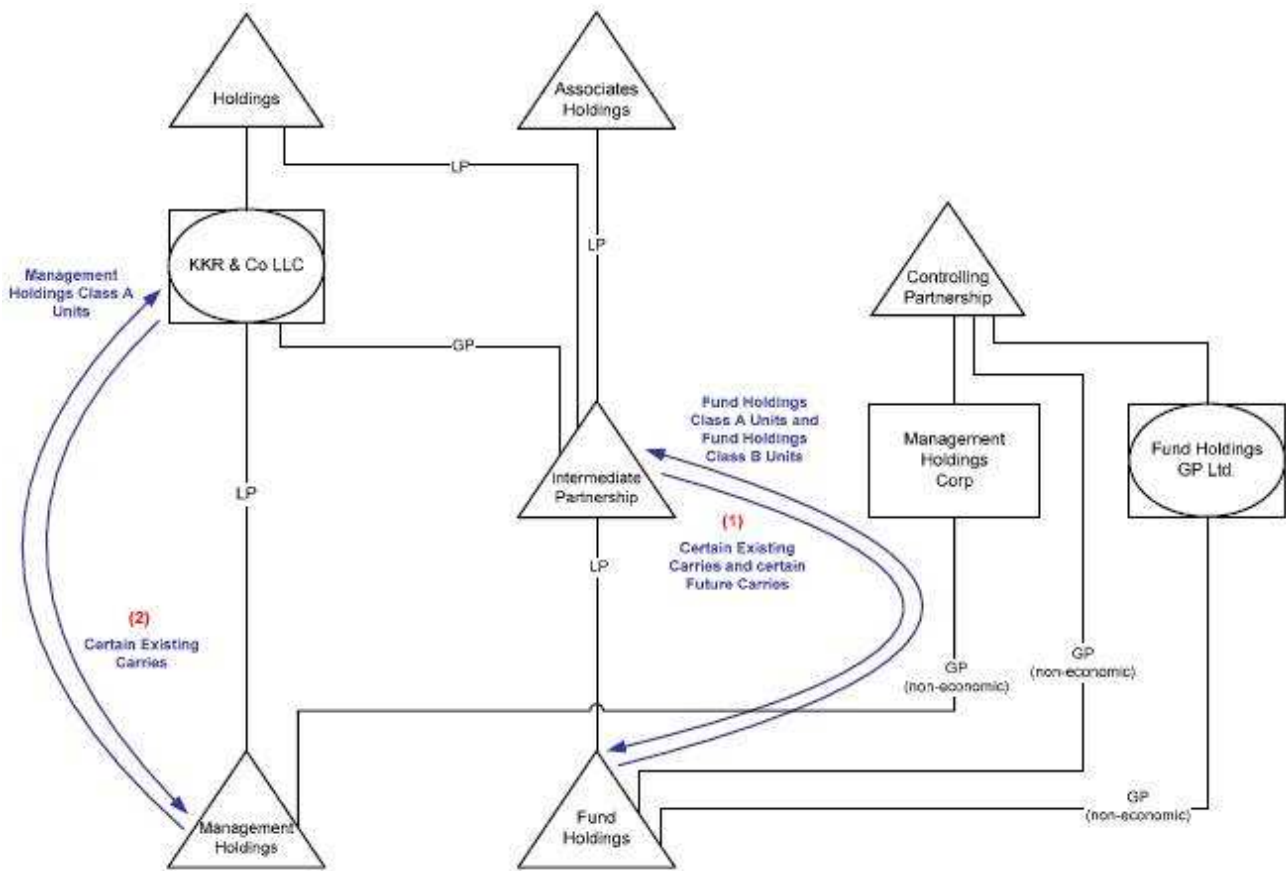 Holdings
Associates
Holdings
LP
KKR & Co LLC
LP
Controlling
Partnership
Management
Holdings Class A
Units
GP
Fund Holdings
Class A Units and
Fund Holdings
Class B Units
Management
Holdings
Corp
Fund Holdings
GP Ltd.
LP
Intermediate
Partnership
(1)
Certain Existing
Carries and certain
Future Carries
LP
(2)
Certain Existing
Carries
GP
(non-economic)
GP
(non-economic)
Management
Holdings
Fund
Holdings
GP
(non-economic)